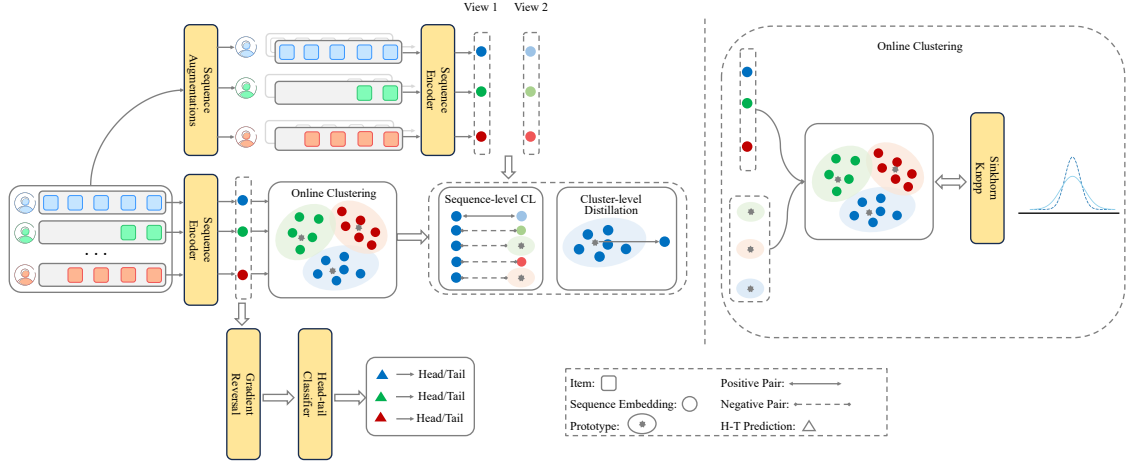 View 1
View 2
Sequence
Augmentations
Sequence
Encoder
Online Clustering
Sequence
Encoder
Online Clustering
Sequence-level CL
Cluster-level
Distillation
Sinkhorn
Knopp
. . .
Gradient
Reversal
Head-tail
Classifier
Head/Tail
Head/Tail
Head/Tail
Item:
Positive Pair:
Sequence Embedding:
Negative Pair:
Prototype:
H-T Prediction: